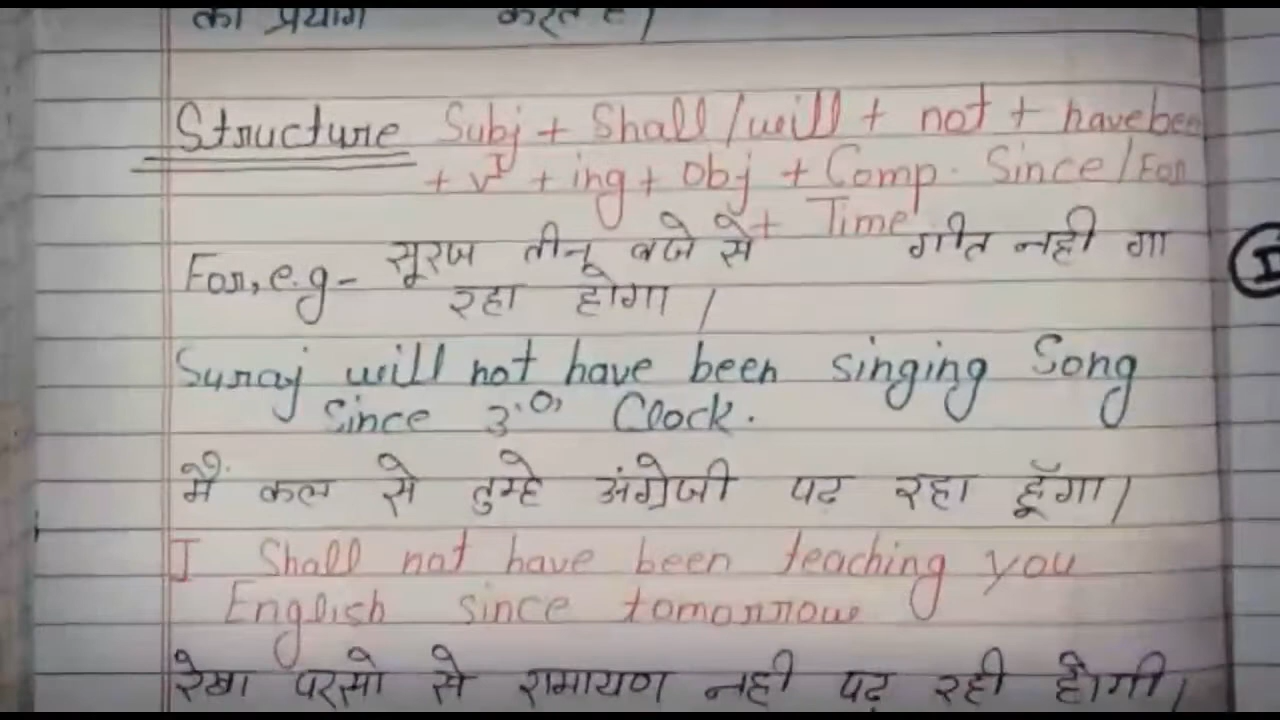 का प्रयोग करते है।
Structure Subj + Shall/will + not + have been
+ v^I + ing + Obj + Comp. Since/For
+ Time
For, e.g - सूरज तीन बजे से गीत नही गा
रहा होगा।
Suraj will not have been singing Song
Since 3'0' Clock.
मैं कल से तुम्हे अंग्रेजी पढ़ रहा हूँगा।
I Shall not have been teaching you
English since tomorrow
रेखा परसो से रामायण नही पढ़ रही होगी।